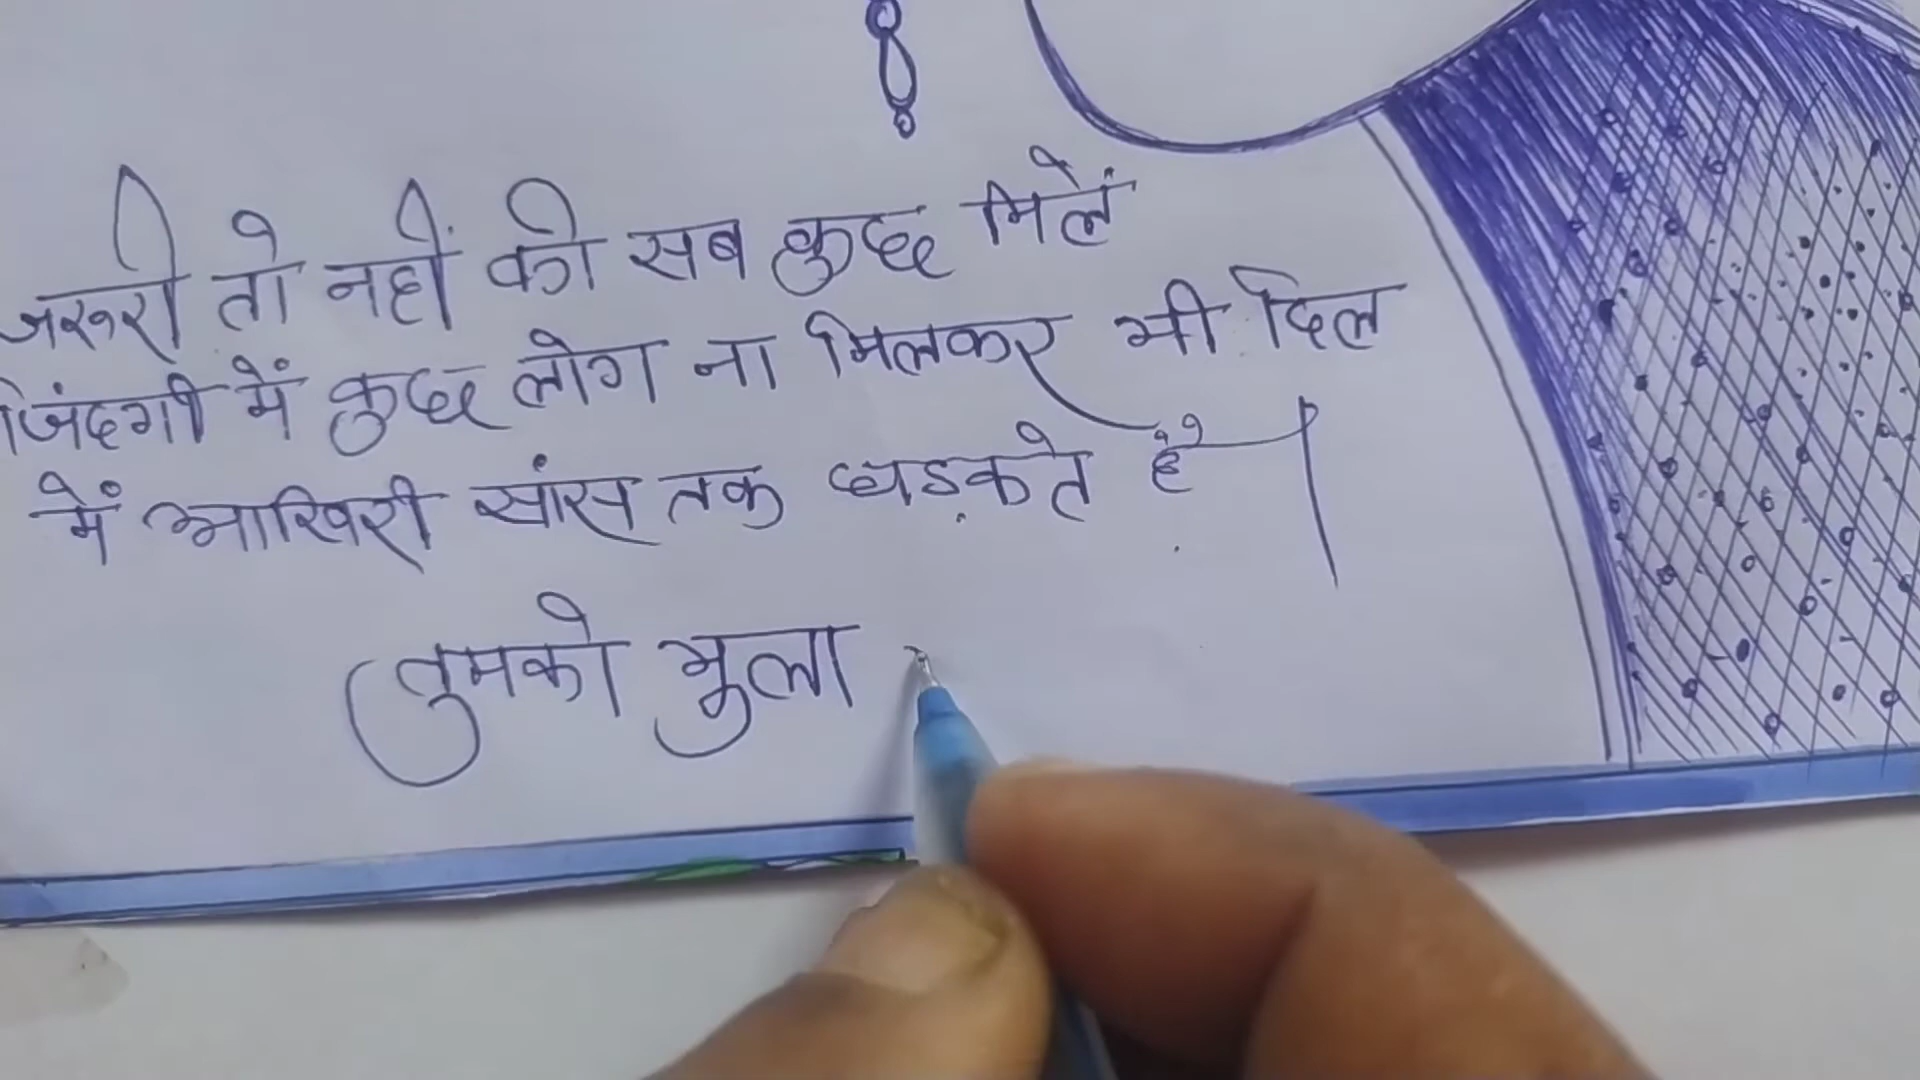 जरूरी तो नहीं की सब कुछ मिलें
जिंदगी में कुछ लोग ना मिलकर भी दिल
में आखिरी सांस तक धड़कते है।
तुमको भुला